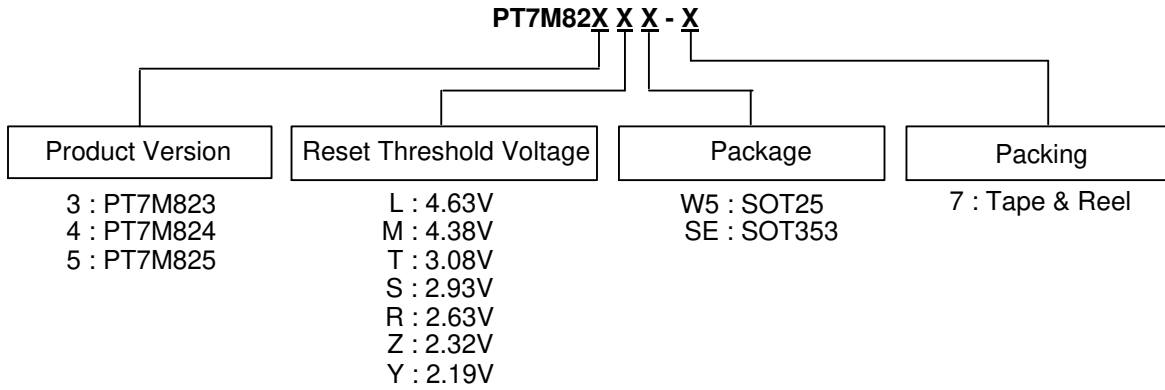 PT7M82X X X - X
Product Version
3 : PT7M823
4 : PT7M824
5 : PT7M825
Reset Threshold Voltage
L : 4.63V
M : 4.38V
T : 3.08V
S : 2.93V
R : 2.63V
Z : 2.32V
Y : 2.19V
Package
W5 : SOT25
SE : SOT353
Packing
7 : Tape & Reel